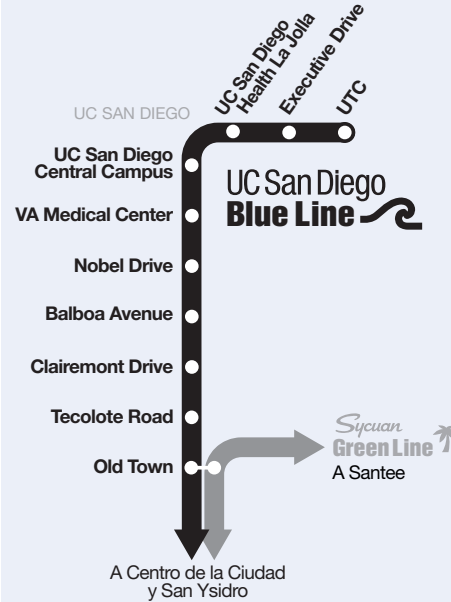 UC San Diego
Health La Jolla
Executive Drive
UTC
UC SAN DIEGO
UC San Diego
Central Campus
UC San Diego
Blue Line
VA Medical Center
Nobel Drive
Balboa Avenue
Clairemont Drive
Tecolote Road
Old Town
Sycuan
Green Line
A Santee
A Centro de la Ciudad
y San Ysidro